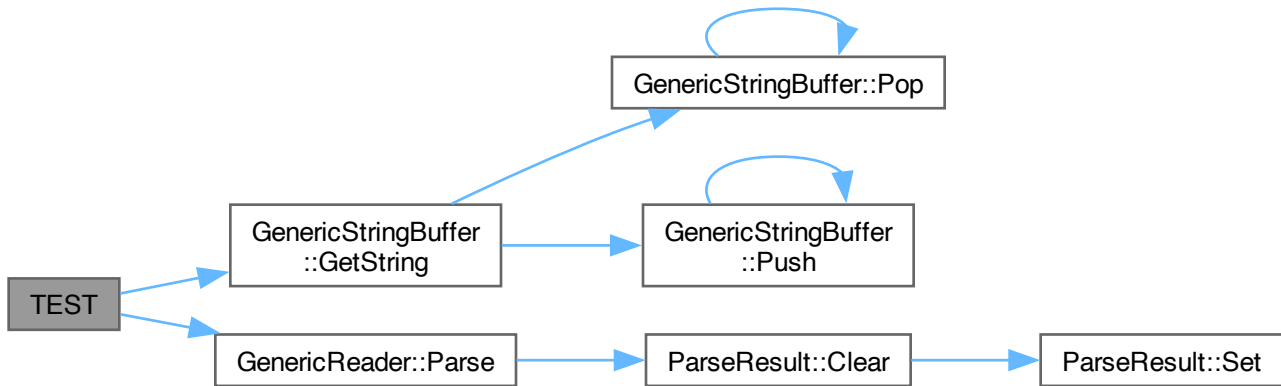 GenericStringBuffer::Pop
GenericStringBuffer
::GetString
GenericStringBuffer
::Push
TEST
GenericReader::Parse
ParseResult::Clear
ParseResult::Set